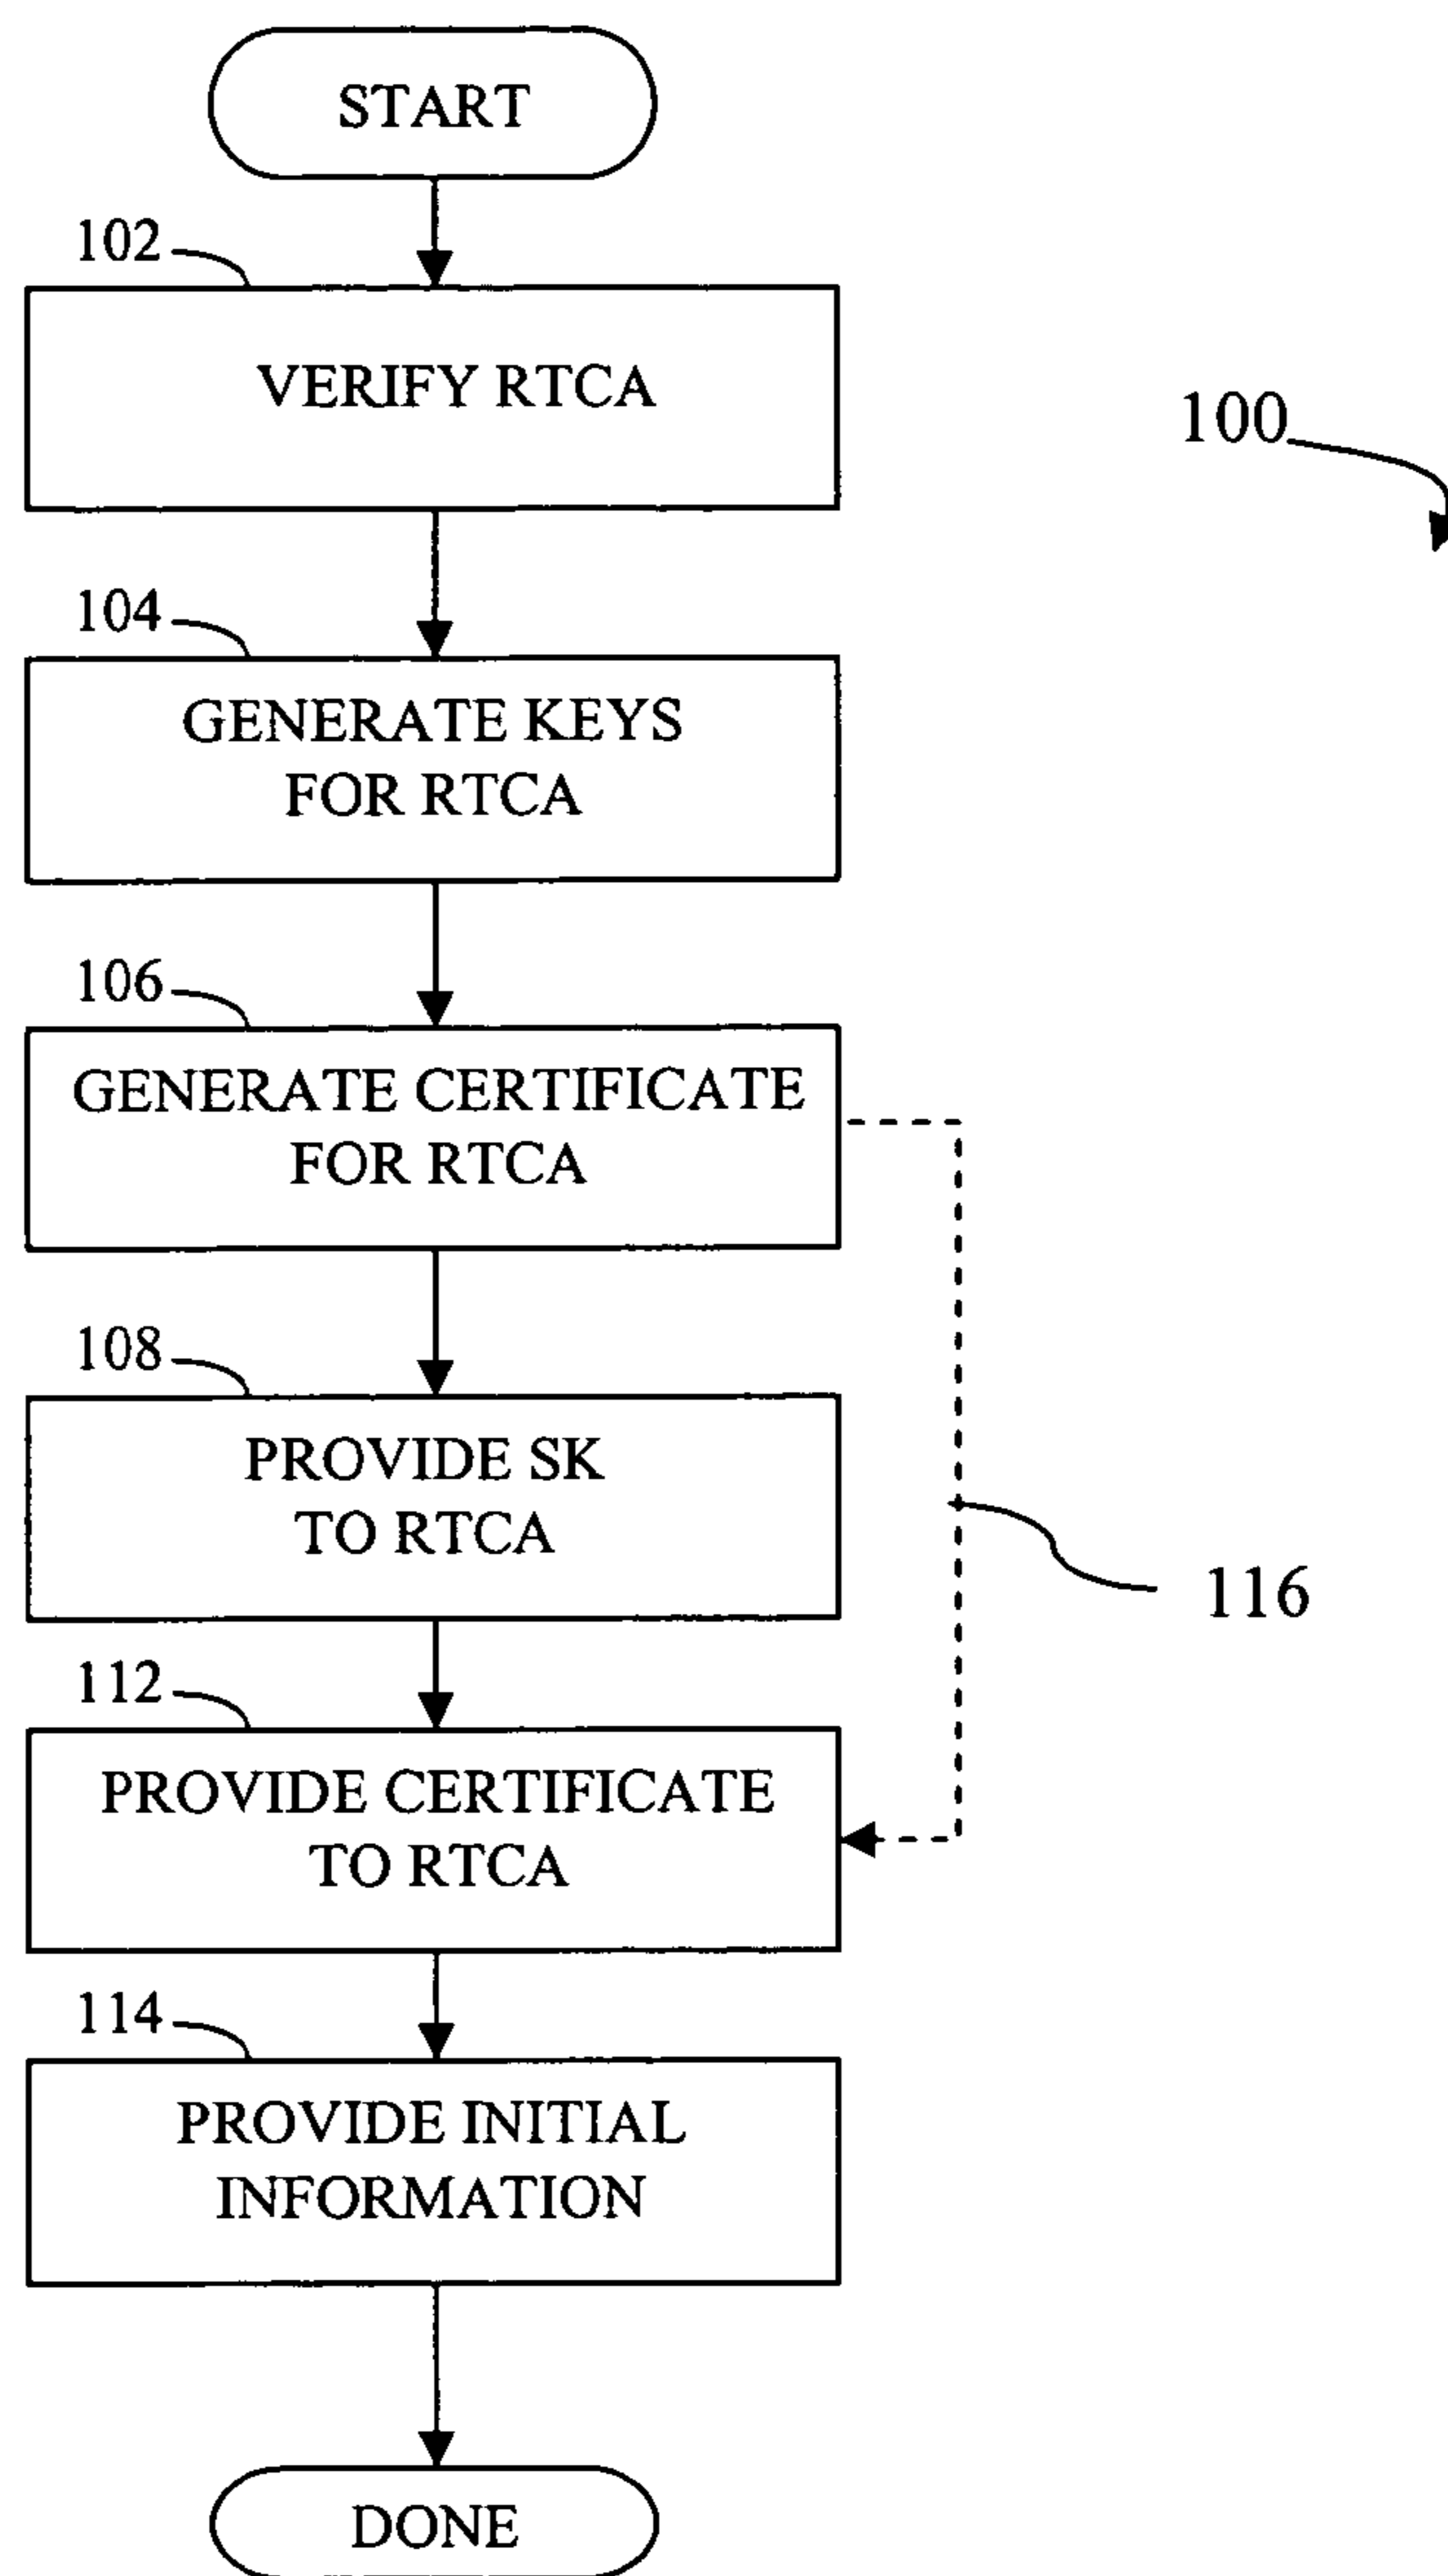 START
102
VERIFY RTCA
100
104
GENERATE KEYS
FOR RTCA
106
GENERATE CERTIFICATE
FOR RTCA
108
PROVIDE SK
TO RTCA
116
112
PROVIDE CERTIFICATE
TO RTCA
114
PROVIDE INITIAL
INFORMATION
DONE